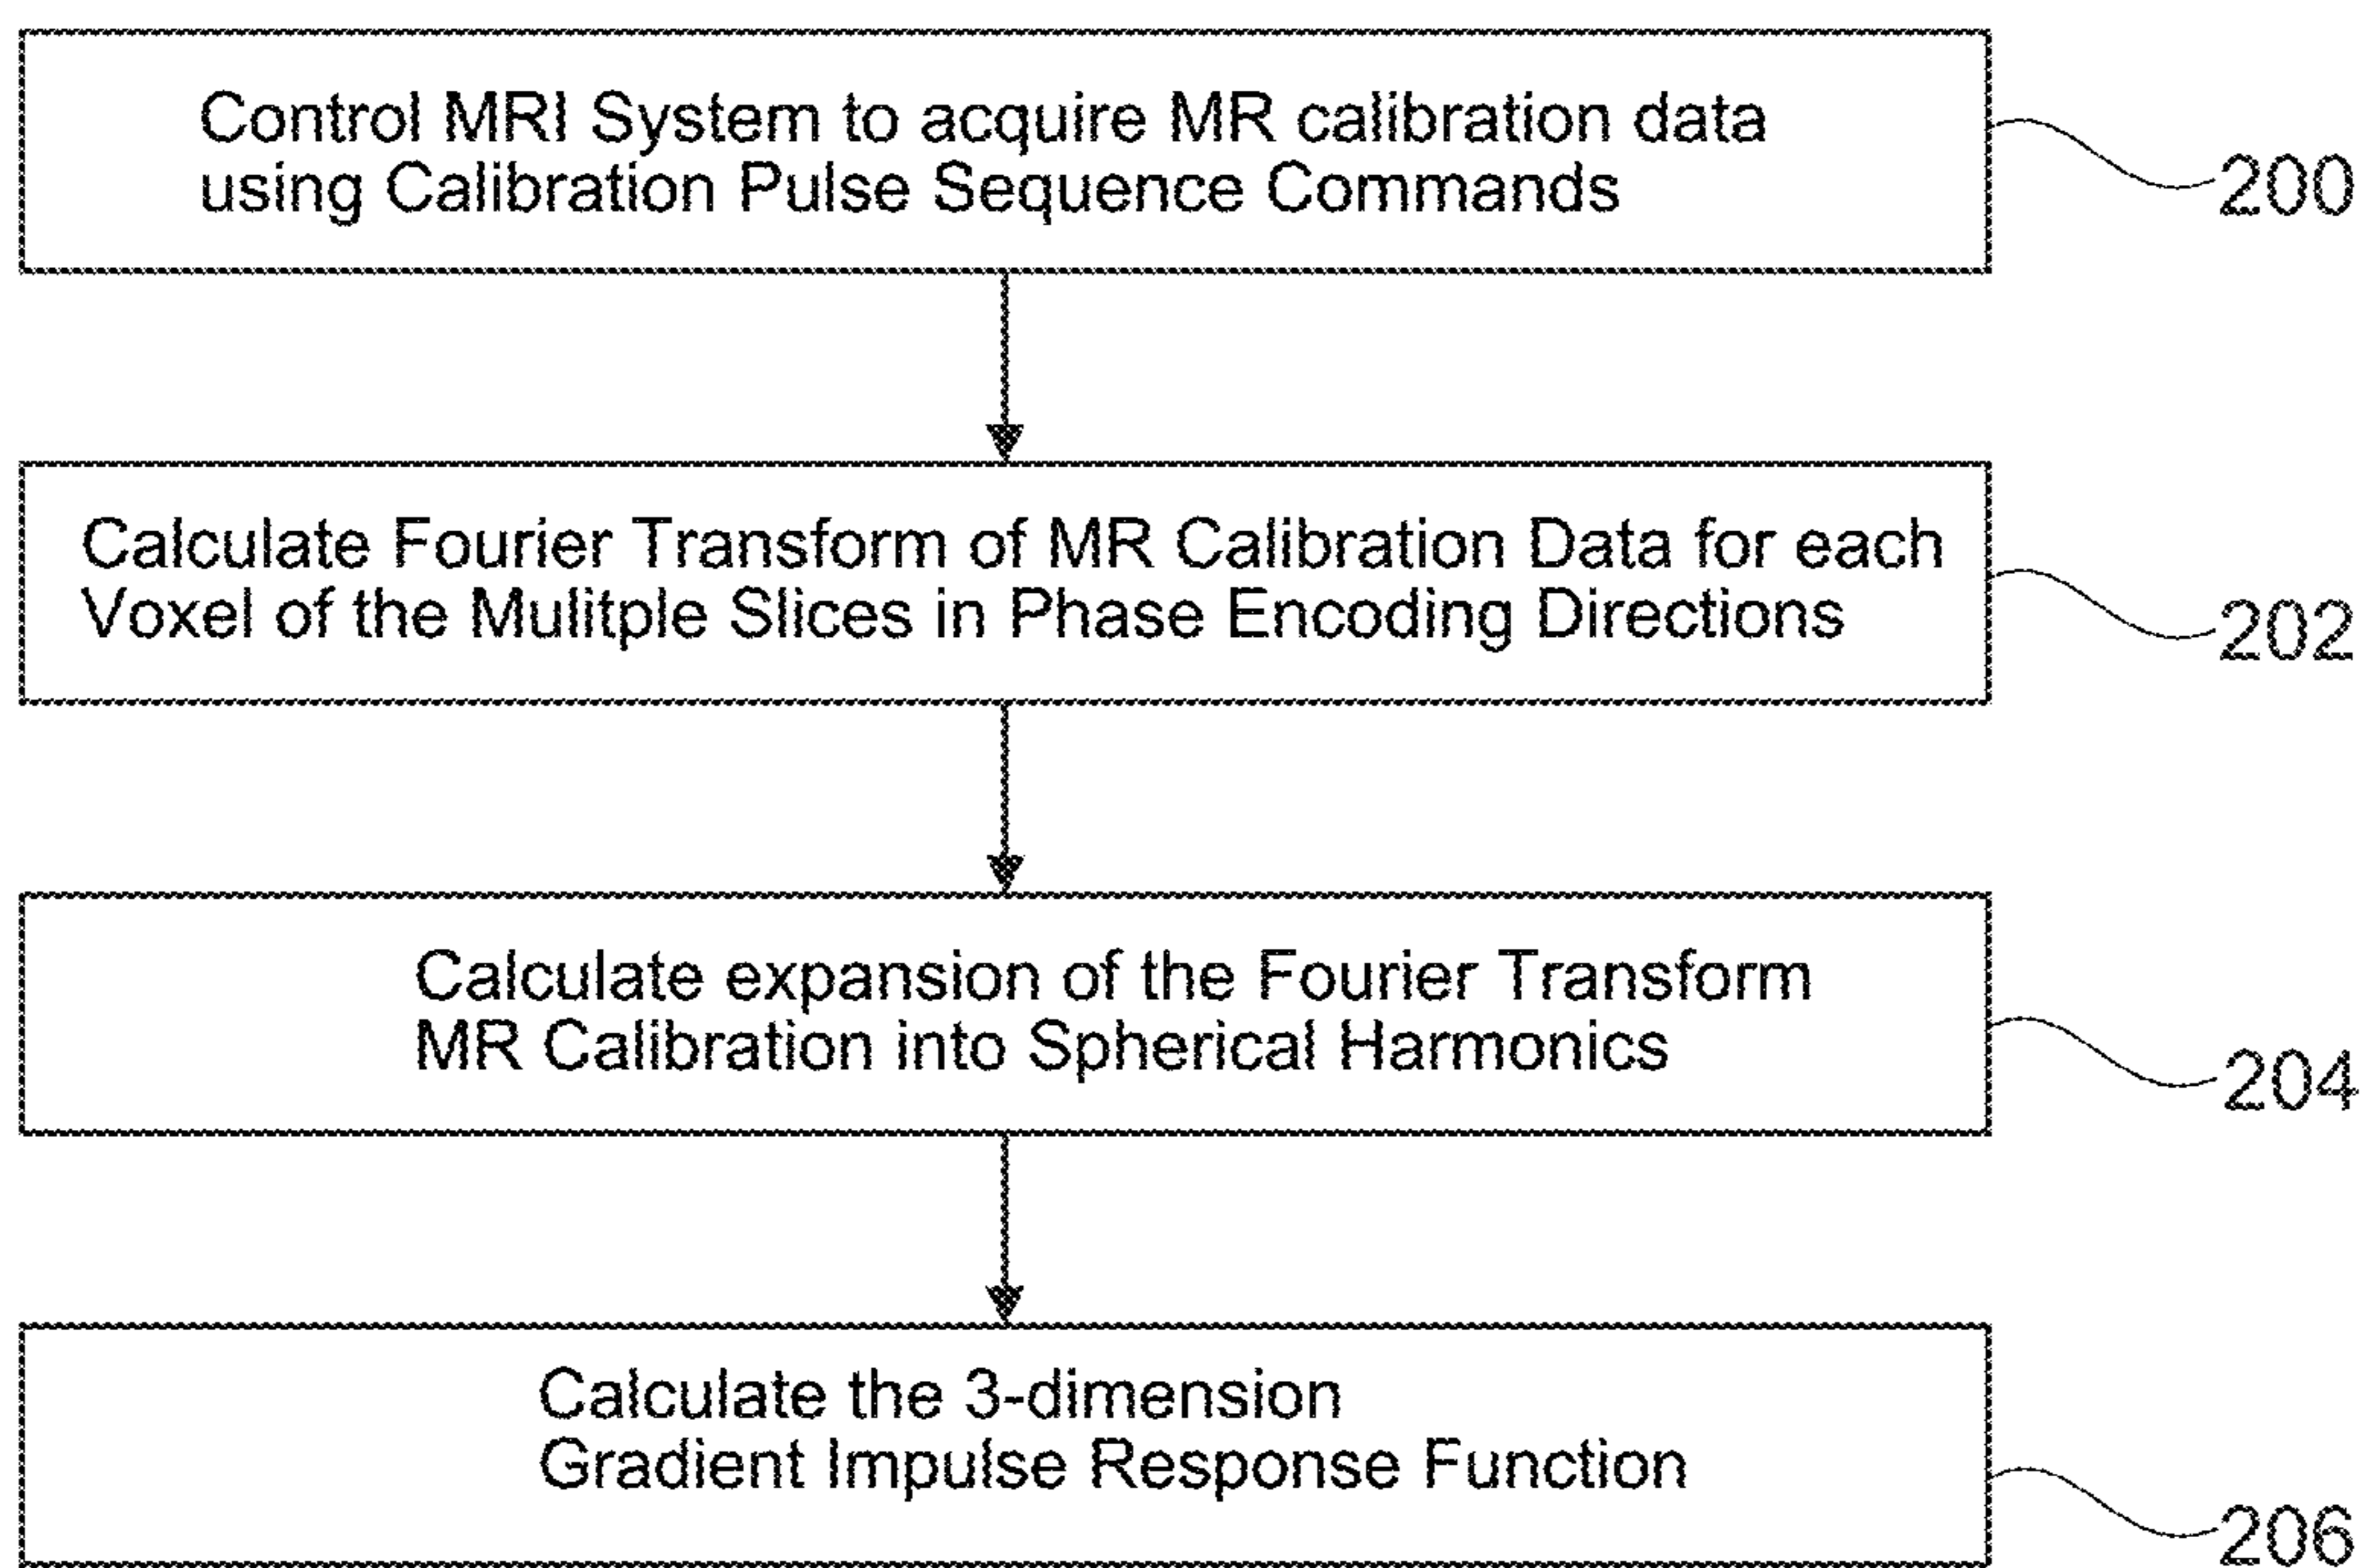 Control MRI System to acquire MR calibration data
using Calibration Pulse Sequence Commands
200
Calculate Fourier Transform of MR Calibration Data for each
Voxel of the Mulitple Slices in Phase Encoding Directions
202
Calculate expansion of the Fourier Transform
MR Calibration into Spherical Harmonics
204
Calculate the 3-dimension
Gradient Impulse Response Function
206